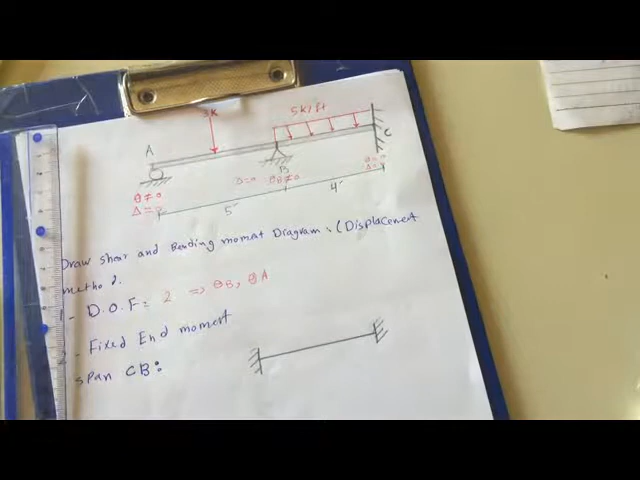 3K
5K/ft
A
B
C
θ≠0
Δ=0
Δ=0 θB≠0
θ=0
5'
4'
Draw shear and Bending moment Diagram: (Displacement
method.
1- D.O.F= 2 => θB, θA
2- Fixed End moment
span CB: